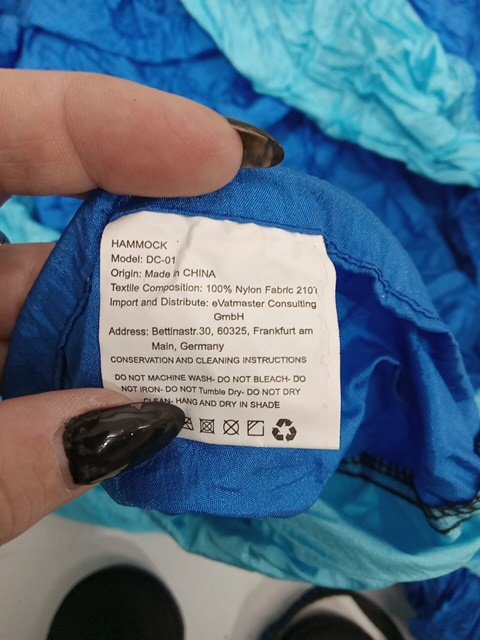 HAMMOCK
Model: DC-01
Origin: Made in CHINA
Textile Composition: 100% Nylon Fabric 210T
Import and Distribute: eVatmaster Consulting
GmbH
Address: Bettinastr.30, 60325, Frankfurt am
Main, Germany
CONSERVATION AND CLEANING INSTRUCTIONS
DO NOT MACHINE WASH- DO NOT BLEACH- DO
NOT IRON- DO NOT Tumble Dry- DO NOT DRY
CLEAN- HANG AND DRY IN SHADE